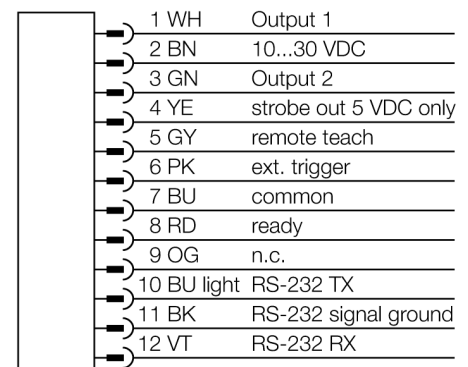 1 WH Output 1
2 BN 10...30 VDC
3 GN Output 2
4 YE strobe out 5 VDC only
5 GY remote teach
6 PK ext. trigger
7 BU common
8 RD ready
9 OG n.c.
10 BU light RS-232 TX
11 BK RS-232 signal ground
12 VT RS-232 RX